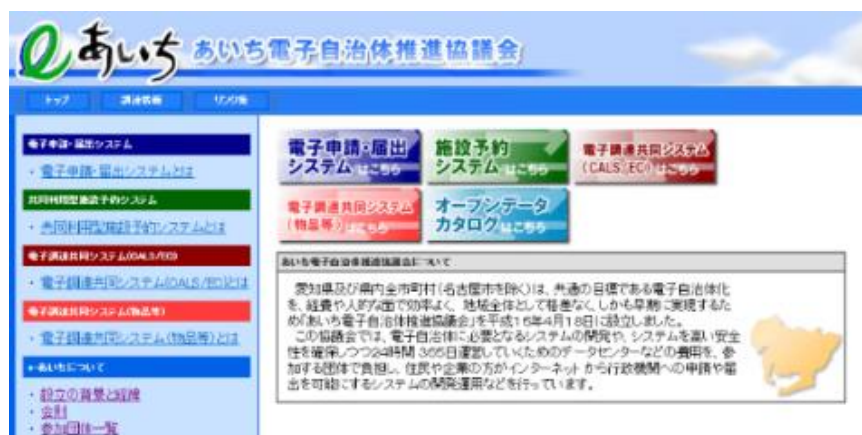 eあいち あいち電子自治体推進協議会
トップ 調達情報 リンク集
電子申請・届出システム
・電子申請・届出システムとは
共同利用型施設予約システム
・共同利用型施設予約システムとは
電子調達共同システム(CALS/EC)
・電子調達共同システム(CALS/EC)とは
電子調達共同システム(物品等)
・電子調達共同システム(物品等)とは
e-あいちについて
・設立の背景と経緯
・会則
・参加団体一覧
電子申請・届出
システム はこちら
施設予約
システム はこちら
電子調達共同システム
(CALS/EC) はこちら
電子調達共同システム
(物品等) はこちら
オープンデータ
カタログ はこちら
あいち電子自治体推進協議会について
愛知県及び県内全市町村(名古屋市を除く)は、共通の目標である電子自治体化
を、経費や人的な面で効率よく、地域全体として格差なく、しかも早期に実現するた
め「あいち電子自治体推進協議会」を平成16年4月18日に設立しました。
この協議会では、電子自治体に必要となるシステムの開発や、システムを高い安全
性を確保しつつ24時間 365日運営していくためのデータセンターなどの費用を、参
加する団体で負担し、住民や企業の方がインターネットから行政機関への申請や届
出を可能にするシステムの開発運用などを行っています。